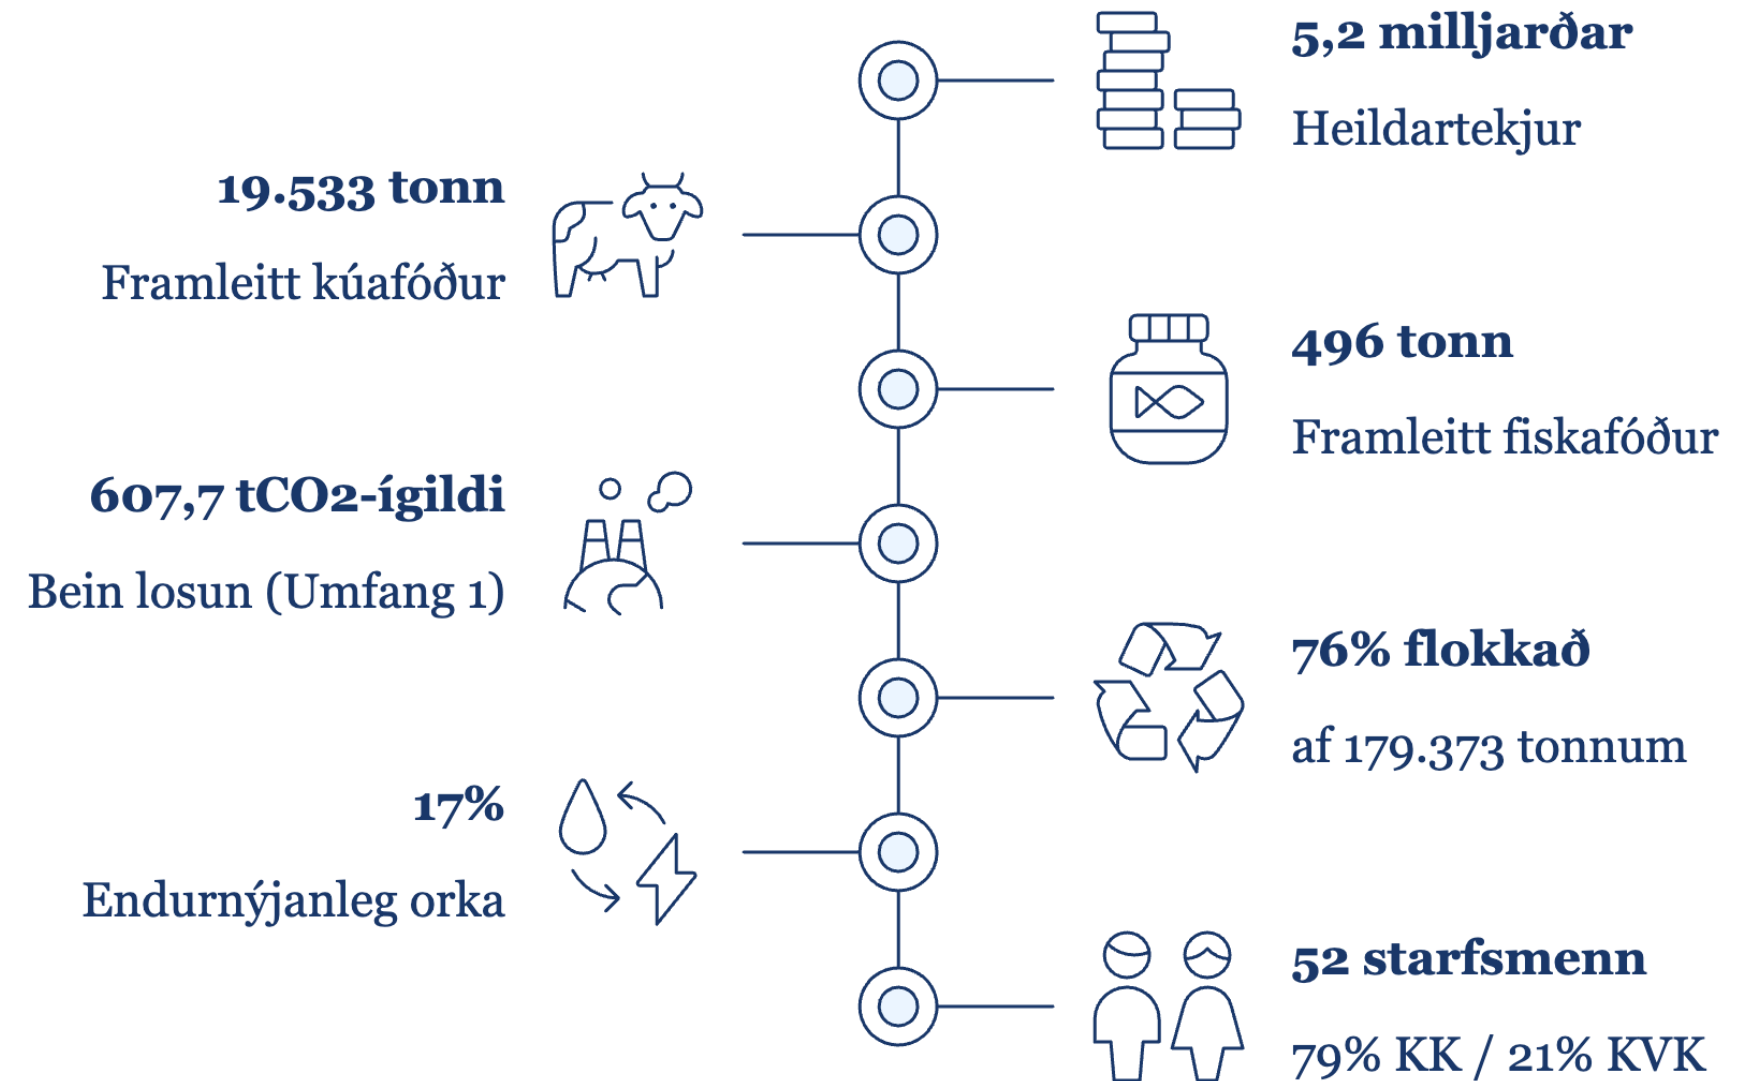 5,2 milljarðar
Heildartekjur
19.533 tonn
Framleitt kúafóður
496 tonn
Framleitt fiskafóður
607,7 tCO2-ígildi
Bein losun (Umfang 1)
76% flokkað
af 179.373 tonnum
17%
Endurnýjanleg orka
52 starfsmenn
79% KK / 21% KVK